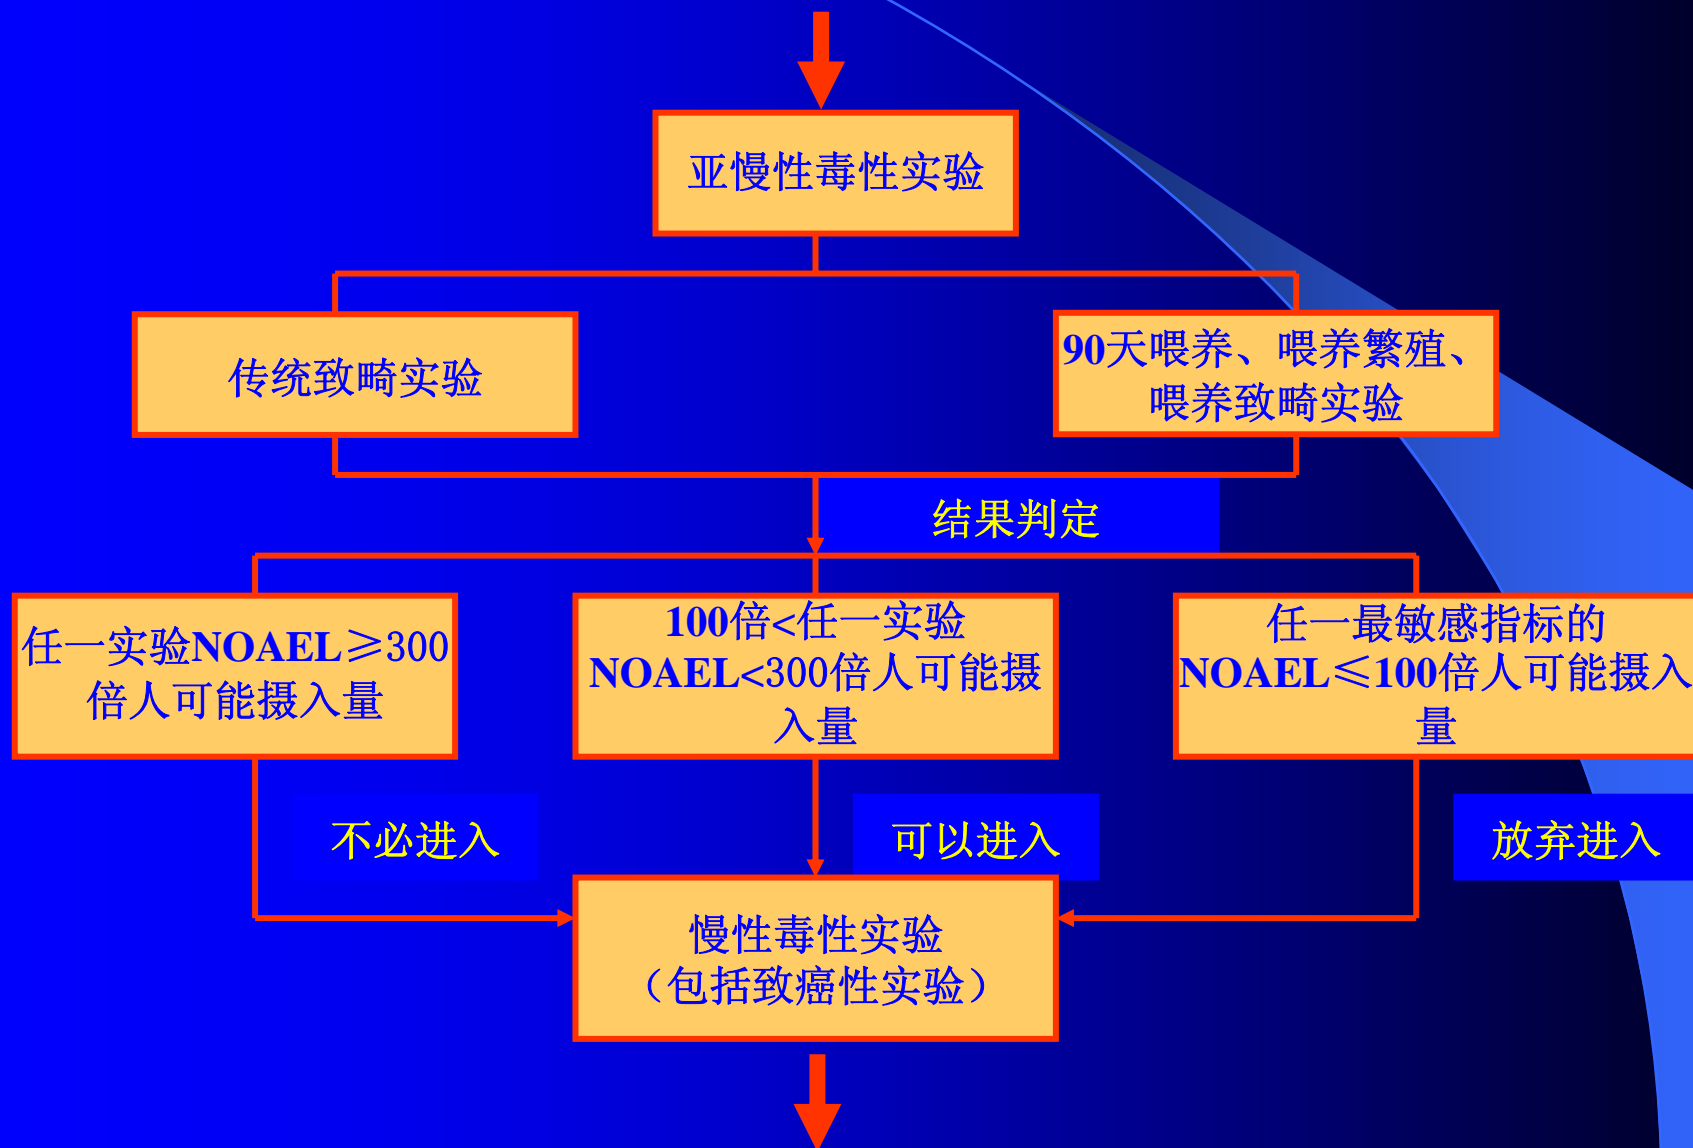 亚慢性毒性实验
传统致畸实验
90天喂养、喂养繁殖、
喂养致畸实验
结果判定
任一实验NOAEL≥300
倍人可能摄入量
100倍<任一实验
NOAEL<300倍人可能摄
入量
任一最敏感指标的
NOAEL≤100倍人可能摄入
量
不必进入
可以进入
放弃进入
慢性毒性实验
（包括致癌性实验）